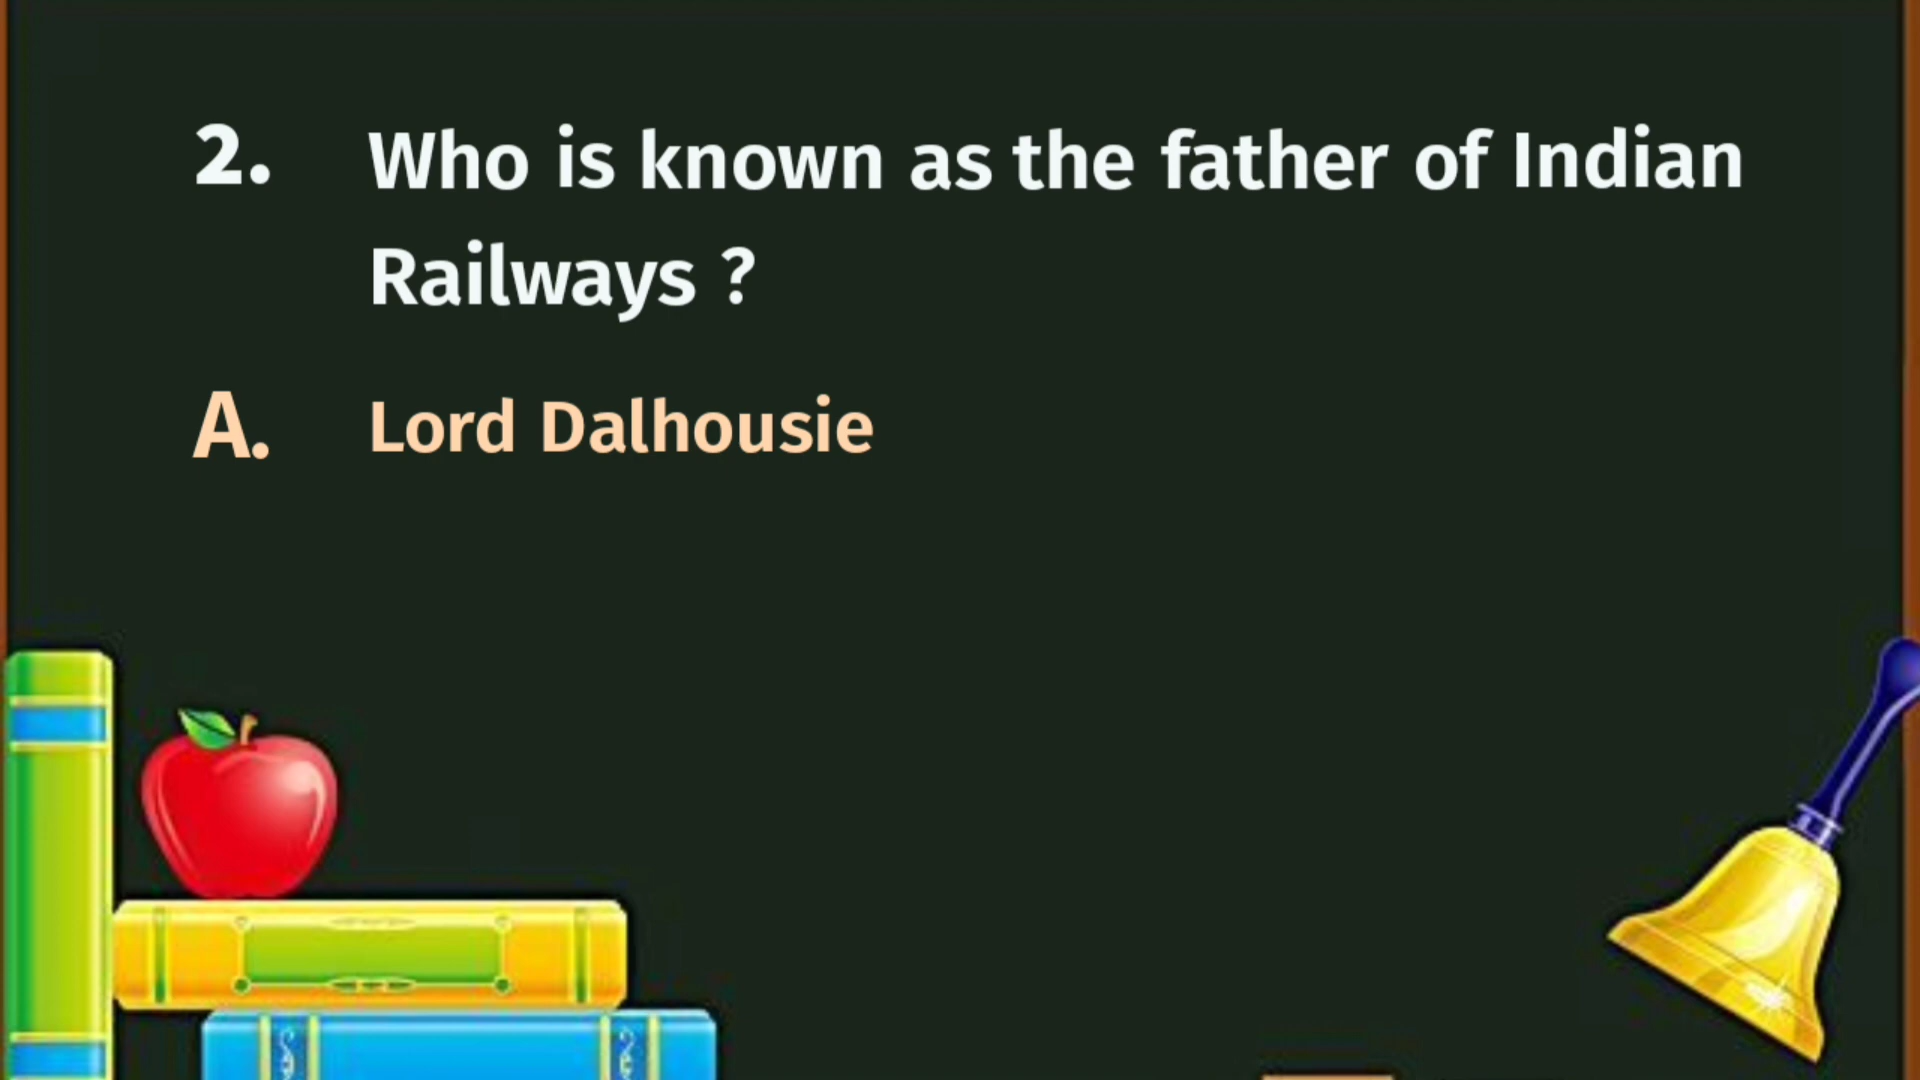 2. Who is known as the father of Indian
Railways ?
A. Lord Dalhousie